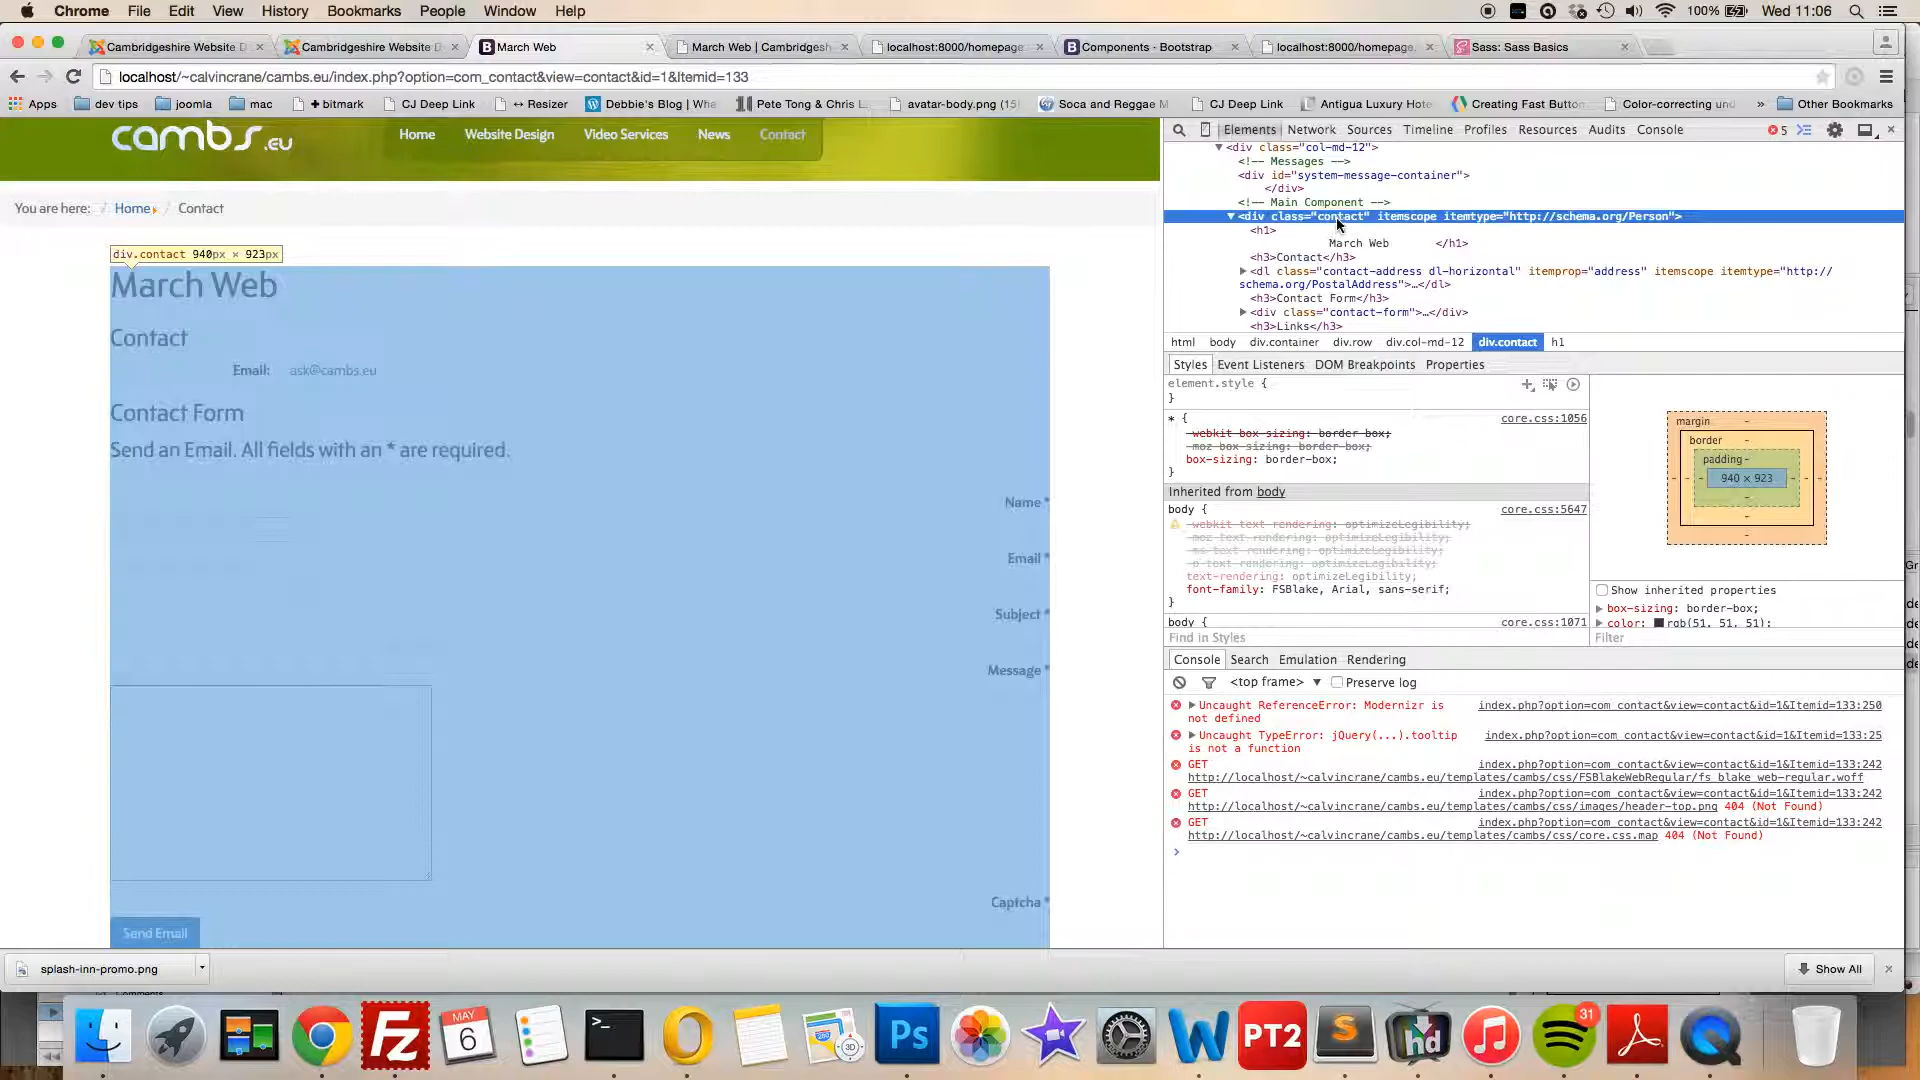 Chrome File Edit View History Bookmarks People Window Help 100% Wed 11:06
Cambridgeshire Website D Cambridgeshire Website D March Web March Web | Cambridgesh localhost:8000/homepage Components · Bootstrap localhost:8000/homepage. Sass: Sass Basics
localhost/~calvincrane/cambs.eu/index.php?option=com_contact&view=contact&id=1&Itemid=133
Apps dev tips joomla mac + bitmark CJ Deep Link ↔ Resizer Debbie's Blog | Whe Pete Tong & Chris L avatar-body.png (15 Soca and Reggae M CJ Deep Link Antigua Luxury Hote Creating Fast Button Color-correcting und » Other Bookmarks
cambs.eu Home Website Design Video Services News Contact
You are here: / Home / Contact
div.contact 940px × 923px
March Web
Contact
Email: ask@cambs.eu
Contact Form
Send an Email. All fields with an * are required.
Name *
Email *
Subject *
Message *
Captcha *
Send Email
Elements Network Sources Timeline Profiles Resources Audits Console 5
<div class="col-md-12">
<!-- Messages -->
<div id="system-message-container">
</div>
<!-- Main Component -->
<div class="contact" itemscope itemtype="http://schema.org/Person">
<h1>
March Web </h1>
<h3>Contact</h3>
<dl class="contact-address dl-horizontal" itemprop="address" itemscope itemtype="http://
schema.org/PostalAddress">…</dl>
<h3>Contact Form</h3>
<div class="contact-form">…</div>
<h3>Links</h3>
html body div.container div.row div.col-md-12 div.contact h1
Styles Event Listeners DOM Breakpoints Properties
element.style {
}
* { core.css:1056
-webkit-box-sizing: border-box;
-moz-box-sizing: border-box;
box-sizing: border-box;
}
Inherited from body
body { core.css:5647
-webkit-text-rendering: optimizeLegibility;
-moz-text-rendering: optimizeLegibility;
-ms-text-rendering: optimizeLegibility;
-o-text-rendering: optimizeLegibility;
text-rendering: optimizeLegibility;
font-family: FSBlake, Arial, sans-serif;
}
body { core.css:1071
Find in Styles
margin -
border -
padding -
940 × 923
Show inherited properties
box-sizing: border-box;
color: rgb(51, 51, 51);
Filter
Console Search Emulation Rendering
<top frame> ▼ Preserve log
Uncaught ReferenceError: Modernizr is index.php?option=com_contact&view=contact&id=1&Itemid=133:250
not defined
Uncaught TypeError: jQuery(...).tooltip index.php?option=com_contact&view=contact&id=1&Itemid=133:25
is not a function
GET index.php?option=com_contact&view=contact&id=1&Itemid=133:242
http://localhost/~calvincrane/cambs.eu/templates/cambs/css/FSBlakeWebRegular/fs_blake_web-regular.woff
GET index.php?option=com_contact&view=contact&id=1&Itemid=133:242
http://localhost/~calvincrane/cambs.eu/templates/cambs/css/images/header-top.png 404 (Not Found)
GET index.php?option=com_contact&view=contact&id=1&Itemid=133:242
http://localhost/~calvincrane/cambs.eu/templates/cambs/css/core.css.map 404 (Not Found)
>
splash-inn-promo.png Show All
MAY
6
3D
Ps
PT2
S
hd
31